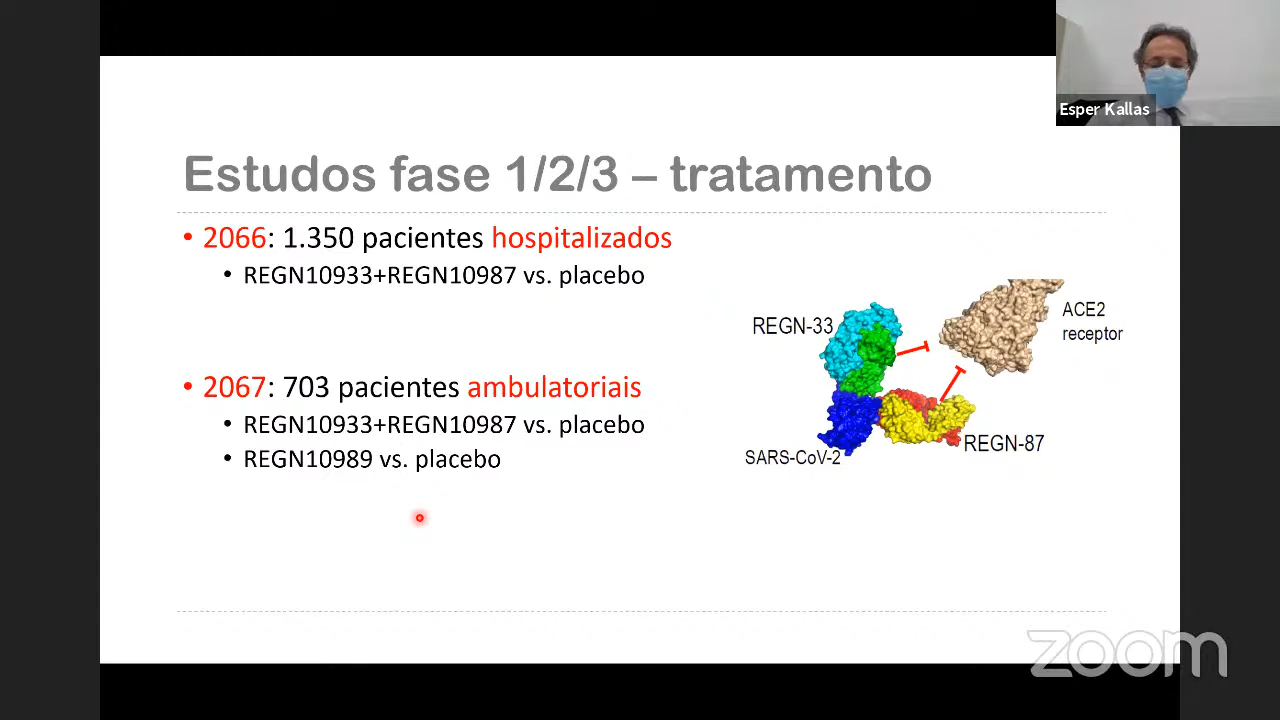 Esper Kallas
Estudos fase 1/2/3 – tratamento
• 2066: 1.350 pacientes hospitalizados
• REGN10933+REGN10987 vs. placebo
• 2067: 703 pacientes ambulatoriais
• REGN10933+REGN10987 vs. placebo
• REGN10989 vs. placebo
REGN-33
ACE2
receptor
REGN-87
SARS-CoV-2
zoom